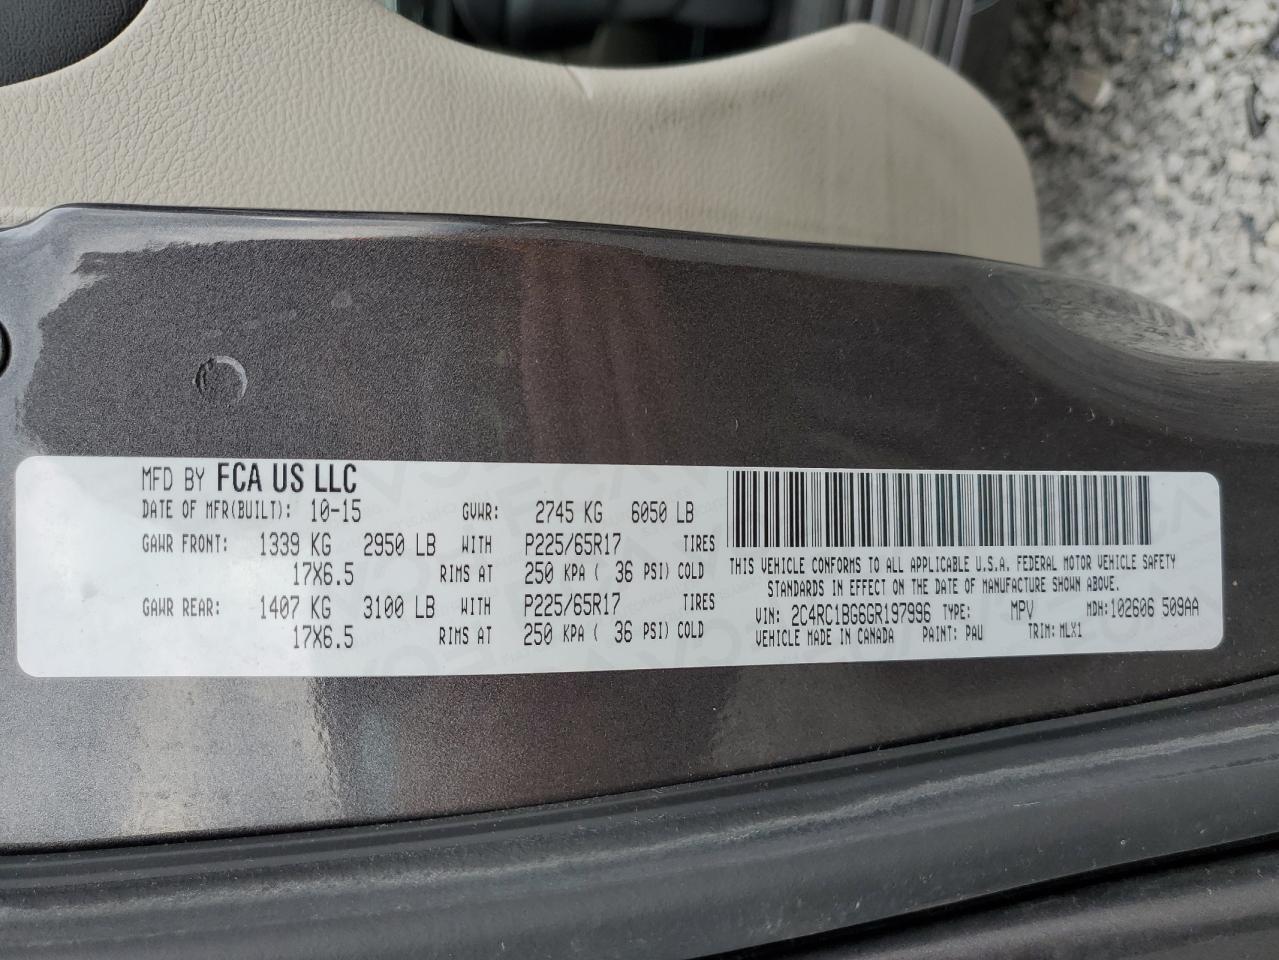 MFD BY FCA US LLC
DATE OF MFR(BUILT): 10-15 GVWR: 2745 KG 6050 LB
GAWR FRONT: 1339 KG 2950 LB WITH P225/65R17 TIRES
17X6.5 RIMS AT 250 KPA ( 36 PSI) COLD
GAWR REAR: 1407 KG 3100 LB WITH P225/65R17 TIRES
17X6.5 RIMS AT 250 KPA ( 36 PSI) COLD
THIS VEHICLE CONFORMS TO ALL APPLICABLE U.S.A. FEDERAL MOTOR VEHICLE SAFETY
STANDARDS IN EFFECT ON THE DATE OF MANUFACTURE SHOWN ABOVE.
VIN: 2C4RC1BG6GR197996 TYPE: MPV MDH:102606 509AA
VEHICLE MADE IN CANADA PAINT: PAU TRIM: MLX1